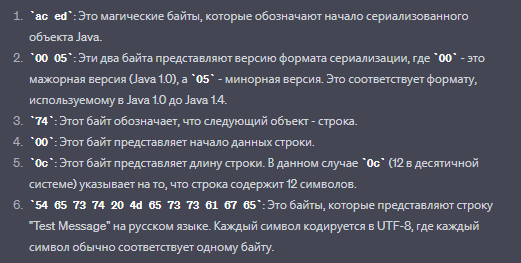 1. `ac ed`: Это магические байты, которые обозначают начало сериализованного
объекта Java.
2. `00 05`: Эти два байта представляют версию формата сериализации, где `00` - это
мажорная версия (Java 1.0), а `05` - минорная версия. Это соответствует формату,
используемому в Java 1.0 до Java 1.4.
3. `74`: Этот байт обозначает, что следующий объект - строка.
4. `00`: Этот байт представляет начало данных строки.
5. `0c`: Этот байт представляет длину строки. В данном случае `0c` (12 в десятичной
системе) указывает на то, что строка содержит 12 символов.
6. `54 65 73 74 20 4d 65 73 73 61 67 65`: Это байты, которые представляют строку
"Test Message" на русском языке. Каждый символ кодируется в UTF-8, где каждый
символ обычно соответствует одному байту.